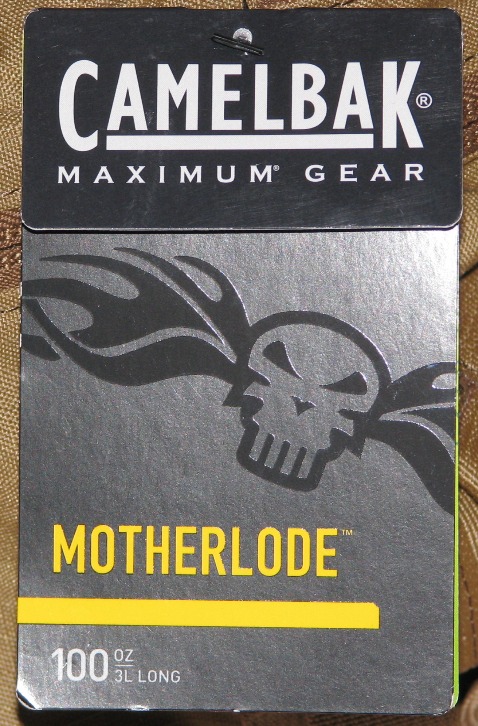 CAMELBAK®
MAXIMUM® GEAR
MOTHERLODE™
100 OZ
3L LONG